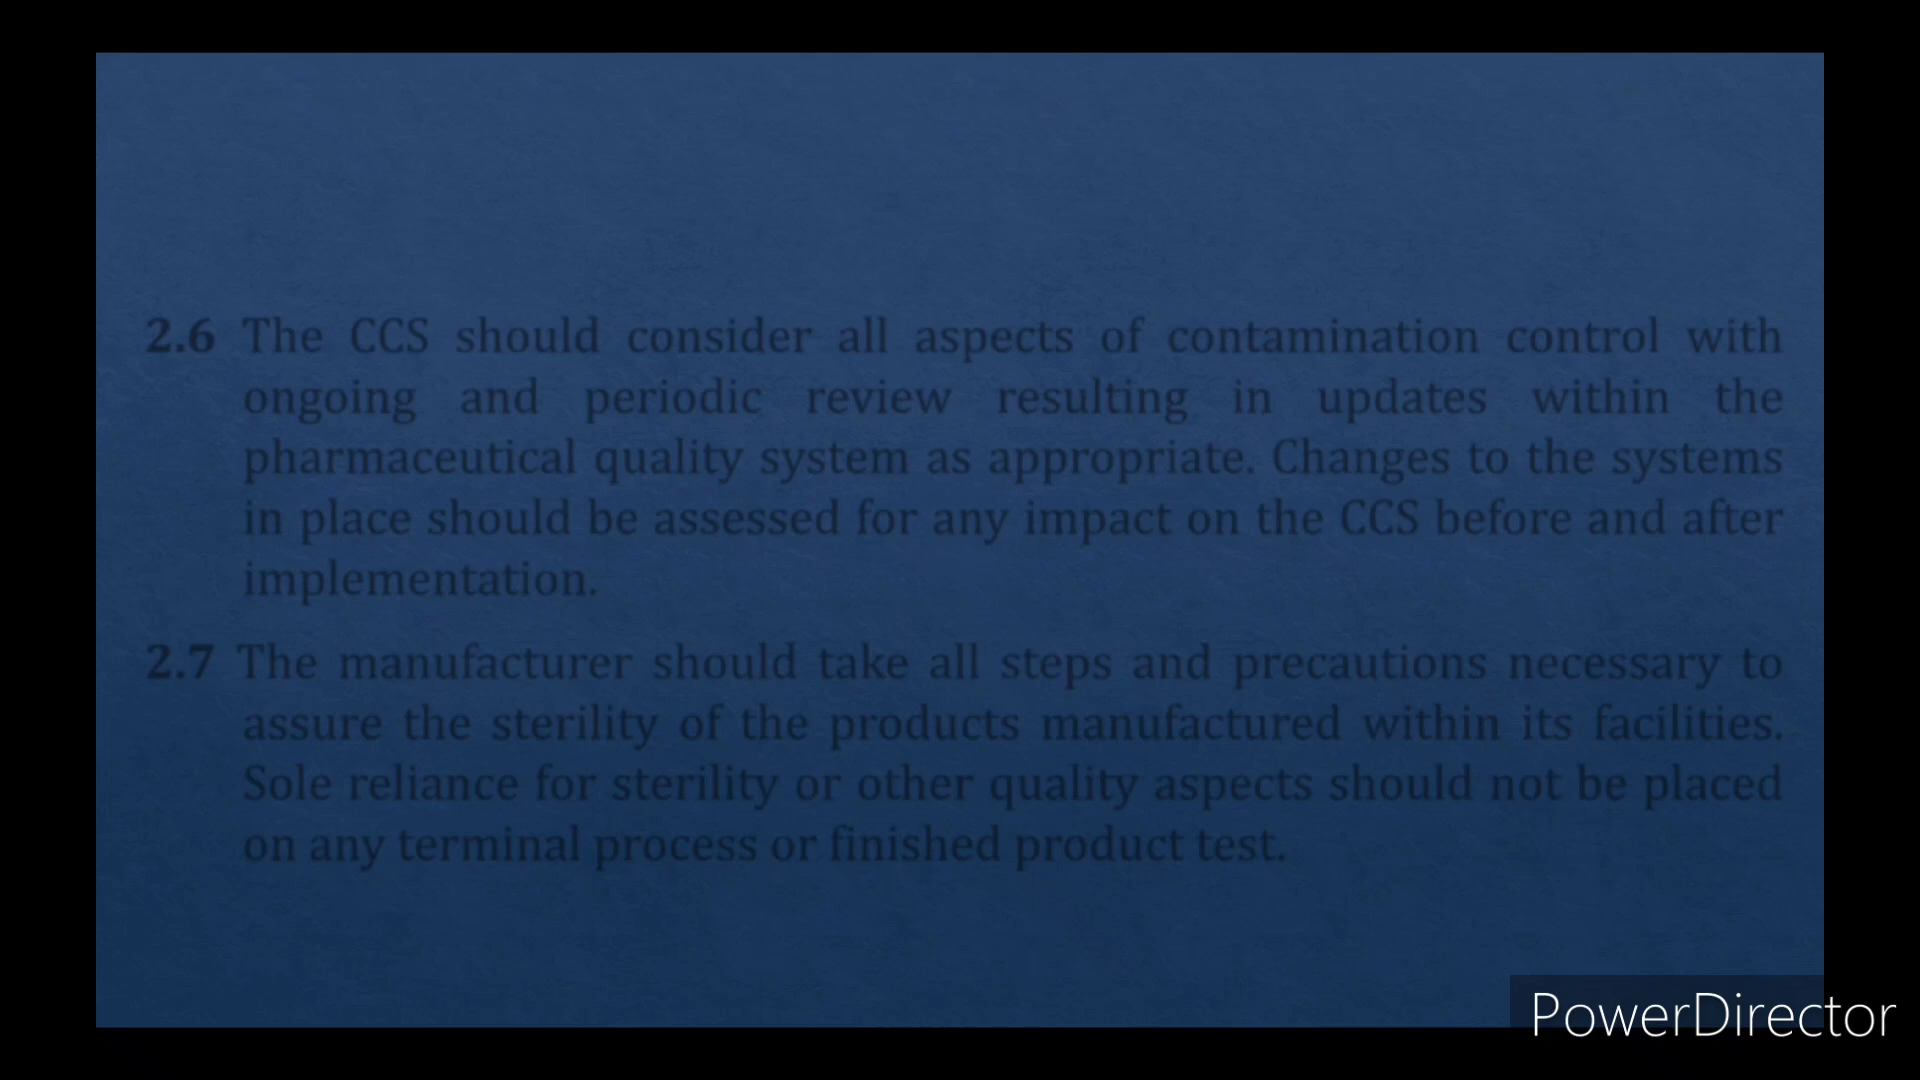 2.6 The CCS should consider all aspects of contamination control with
ongoing and periodic review resulting in updates within the
pharmaceutical quality system as appropriate. Changes to the systems
in place should be assessed for any impact on the CCS before and after
implementation.
2.7 The manufacturer should take all steps and precautions necessary to
assure the sterility of the products manufactured within its facilities.
Sole reliance for sterility or other quality aspects should not be placed
on any terminal process or finished product test.
PowerDirector